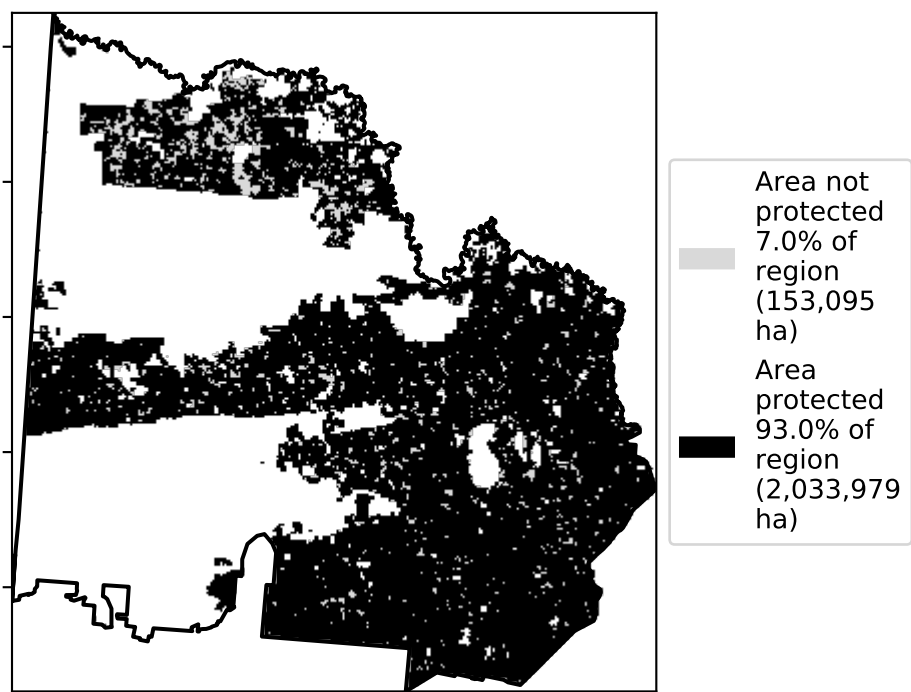 Area not
protected
7.0% of
region
(153,095
ha)
Area
protected
93.0% of
region
(2,033,979
ha)